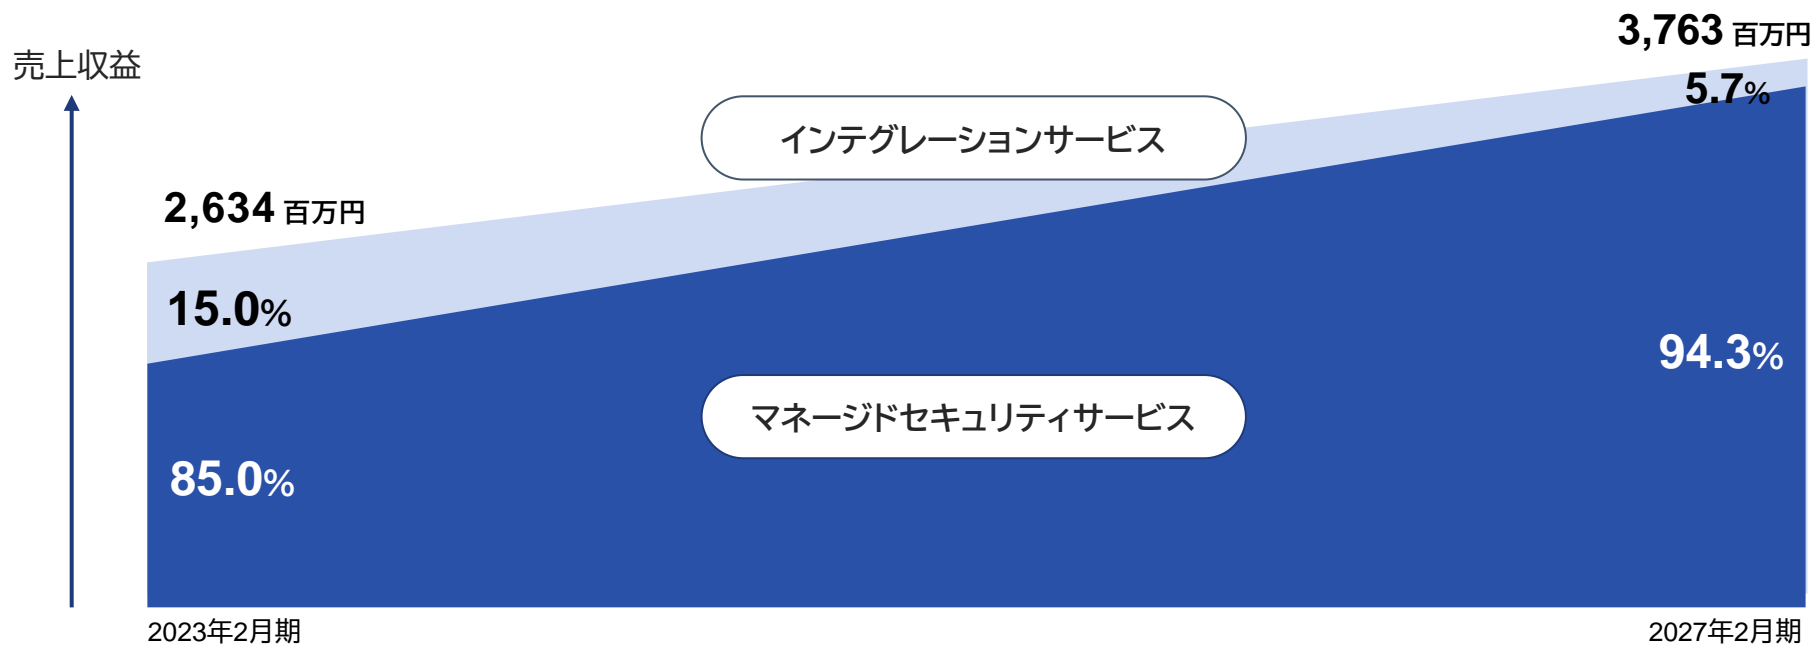 3,763 百万円
売上収益
5.7%
インテグレーションサービス
2,634 百万円
15.0%
94.3%
マネージドセキュリティサービス
85.0%
2023年2月期
2027年2月期